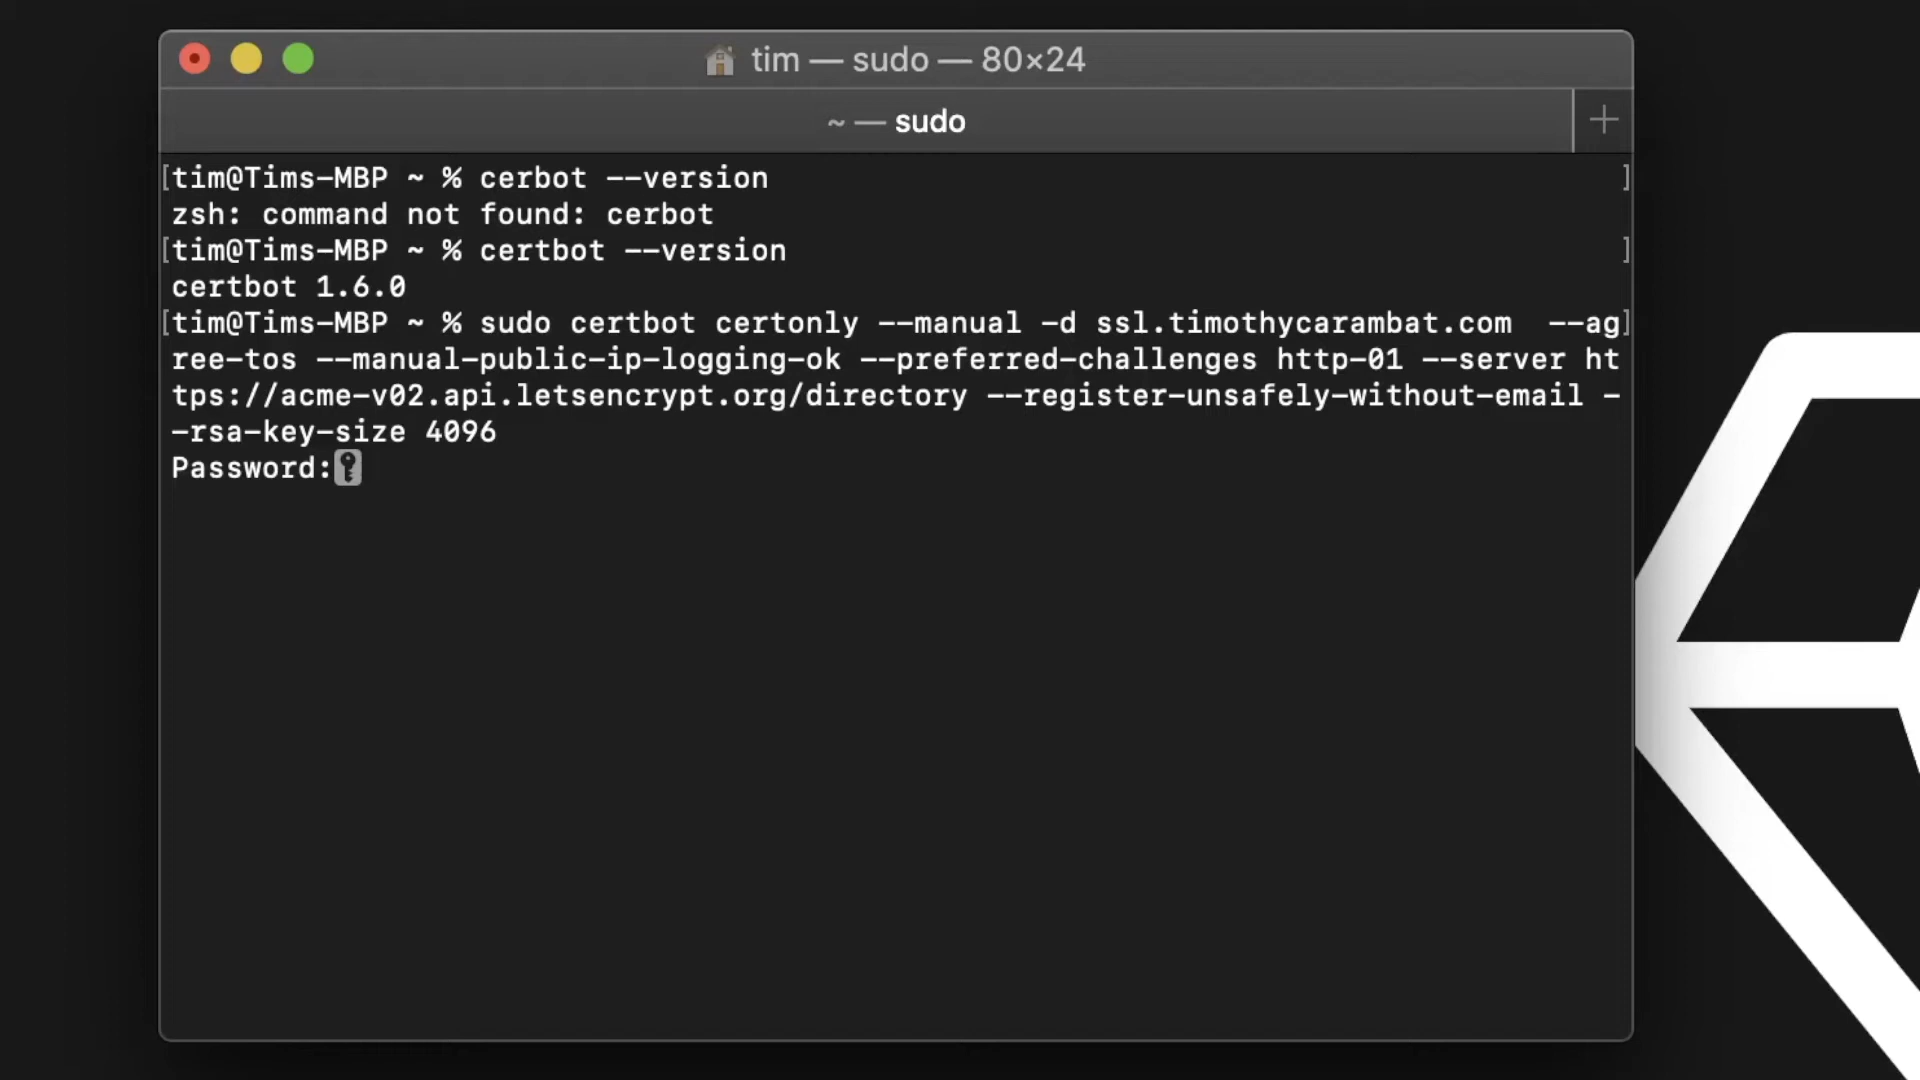 tim — sudo — 80×24
~ — sudo
[tim@Tims-MBP ~ % cerbot --version ]
zsh: command not found: cerbot
[tim@Tims-MBP ~ % certbot --version ]
certbot 1.6.0
[tim@Tims-MBP ~ % sudo certbot certonly --manual -d ssl.timothycarambat.com  --ag]
ree-tos --manual-public-ip-logging-ok --preferred-challenges http-01 --server ht
tps://acme-v02.api.letsencrypt.org/directory --register-unsafely-without-email -
-rsa-key-size 4096
Password: